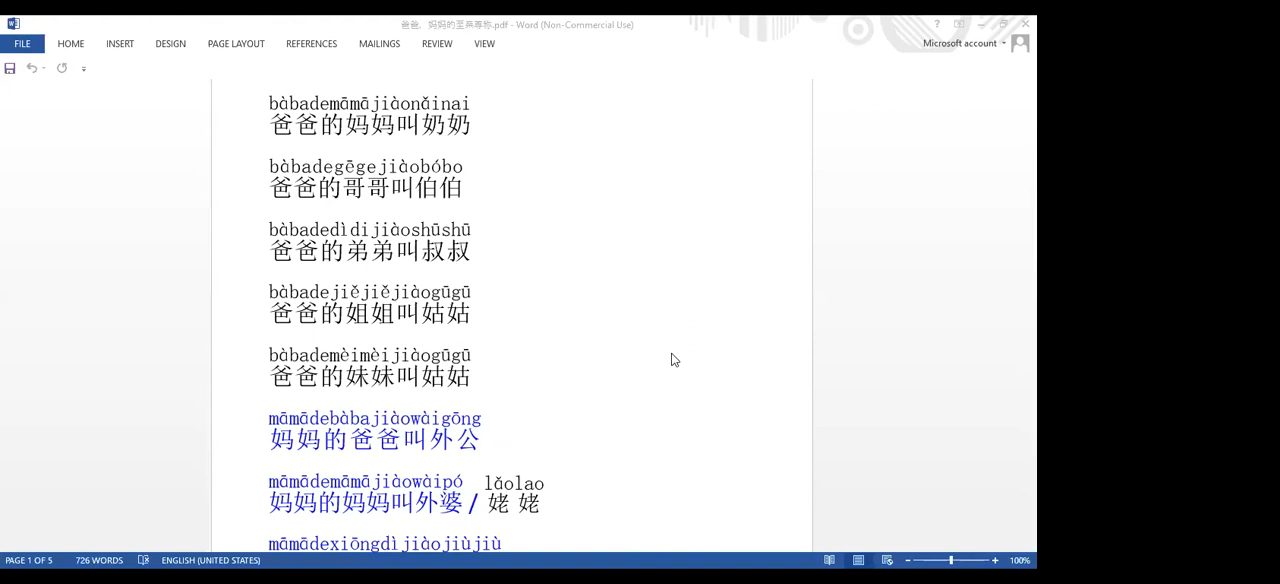 爸爸，妈妈的至亲尊称.pdf - Word (Non-Commercial Use)
FILE HOME INSERT DESIGN PAGE LAYOUT REFERENCES MAILINGS REVIEW VIEW
Microsoft account
bàbademāmājiàonǎinai
爸爸的妈妈叫奶奶
bàbadegēgejiàobóbo
爸爸的哥哥叫伯伯
bàbadedìdijiàoshūshū
爸爸的弟弟叫叔叔
bàbadejiějiějiàogūgū
爸爸的姐姐叫姑姑
bàbademèimèijiàogūgū
爸爸的妹妹叫姑姑
māmādebàbajiàowàigōng
妈妈的爸爸叫外公
māmādemāmājiàowàipó lǎolao
妈妈的妈妈叫外婆 / 姥姥
māmādexiōngdìjiàojiùjiù
PAGE 1 OF 5 726 WORDS ENGLISH (UNITED STATES) 100%